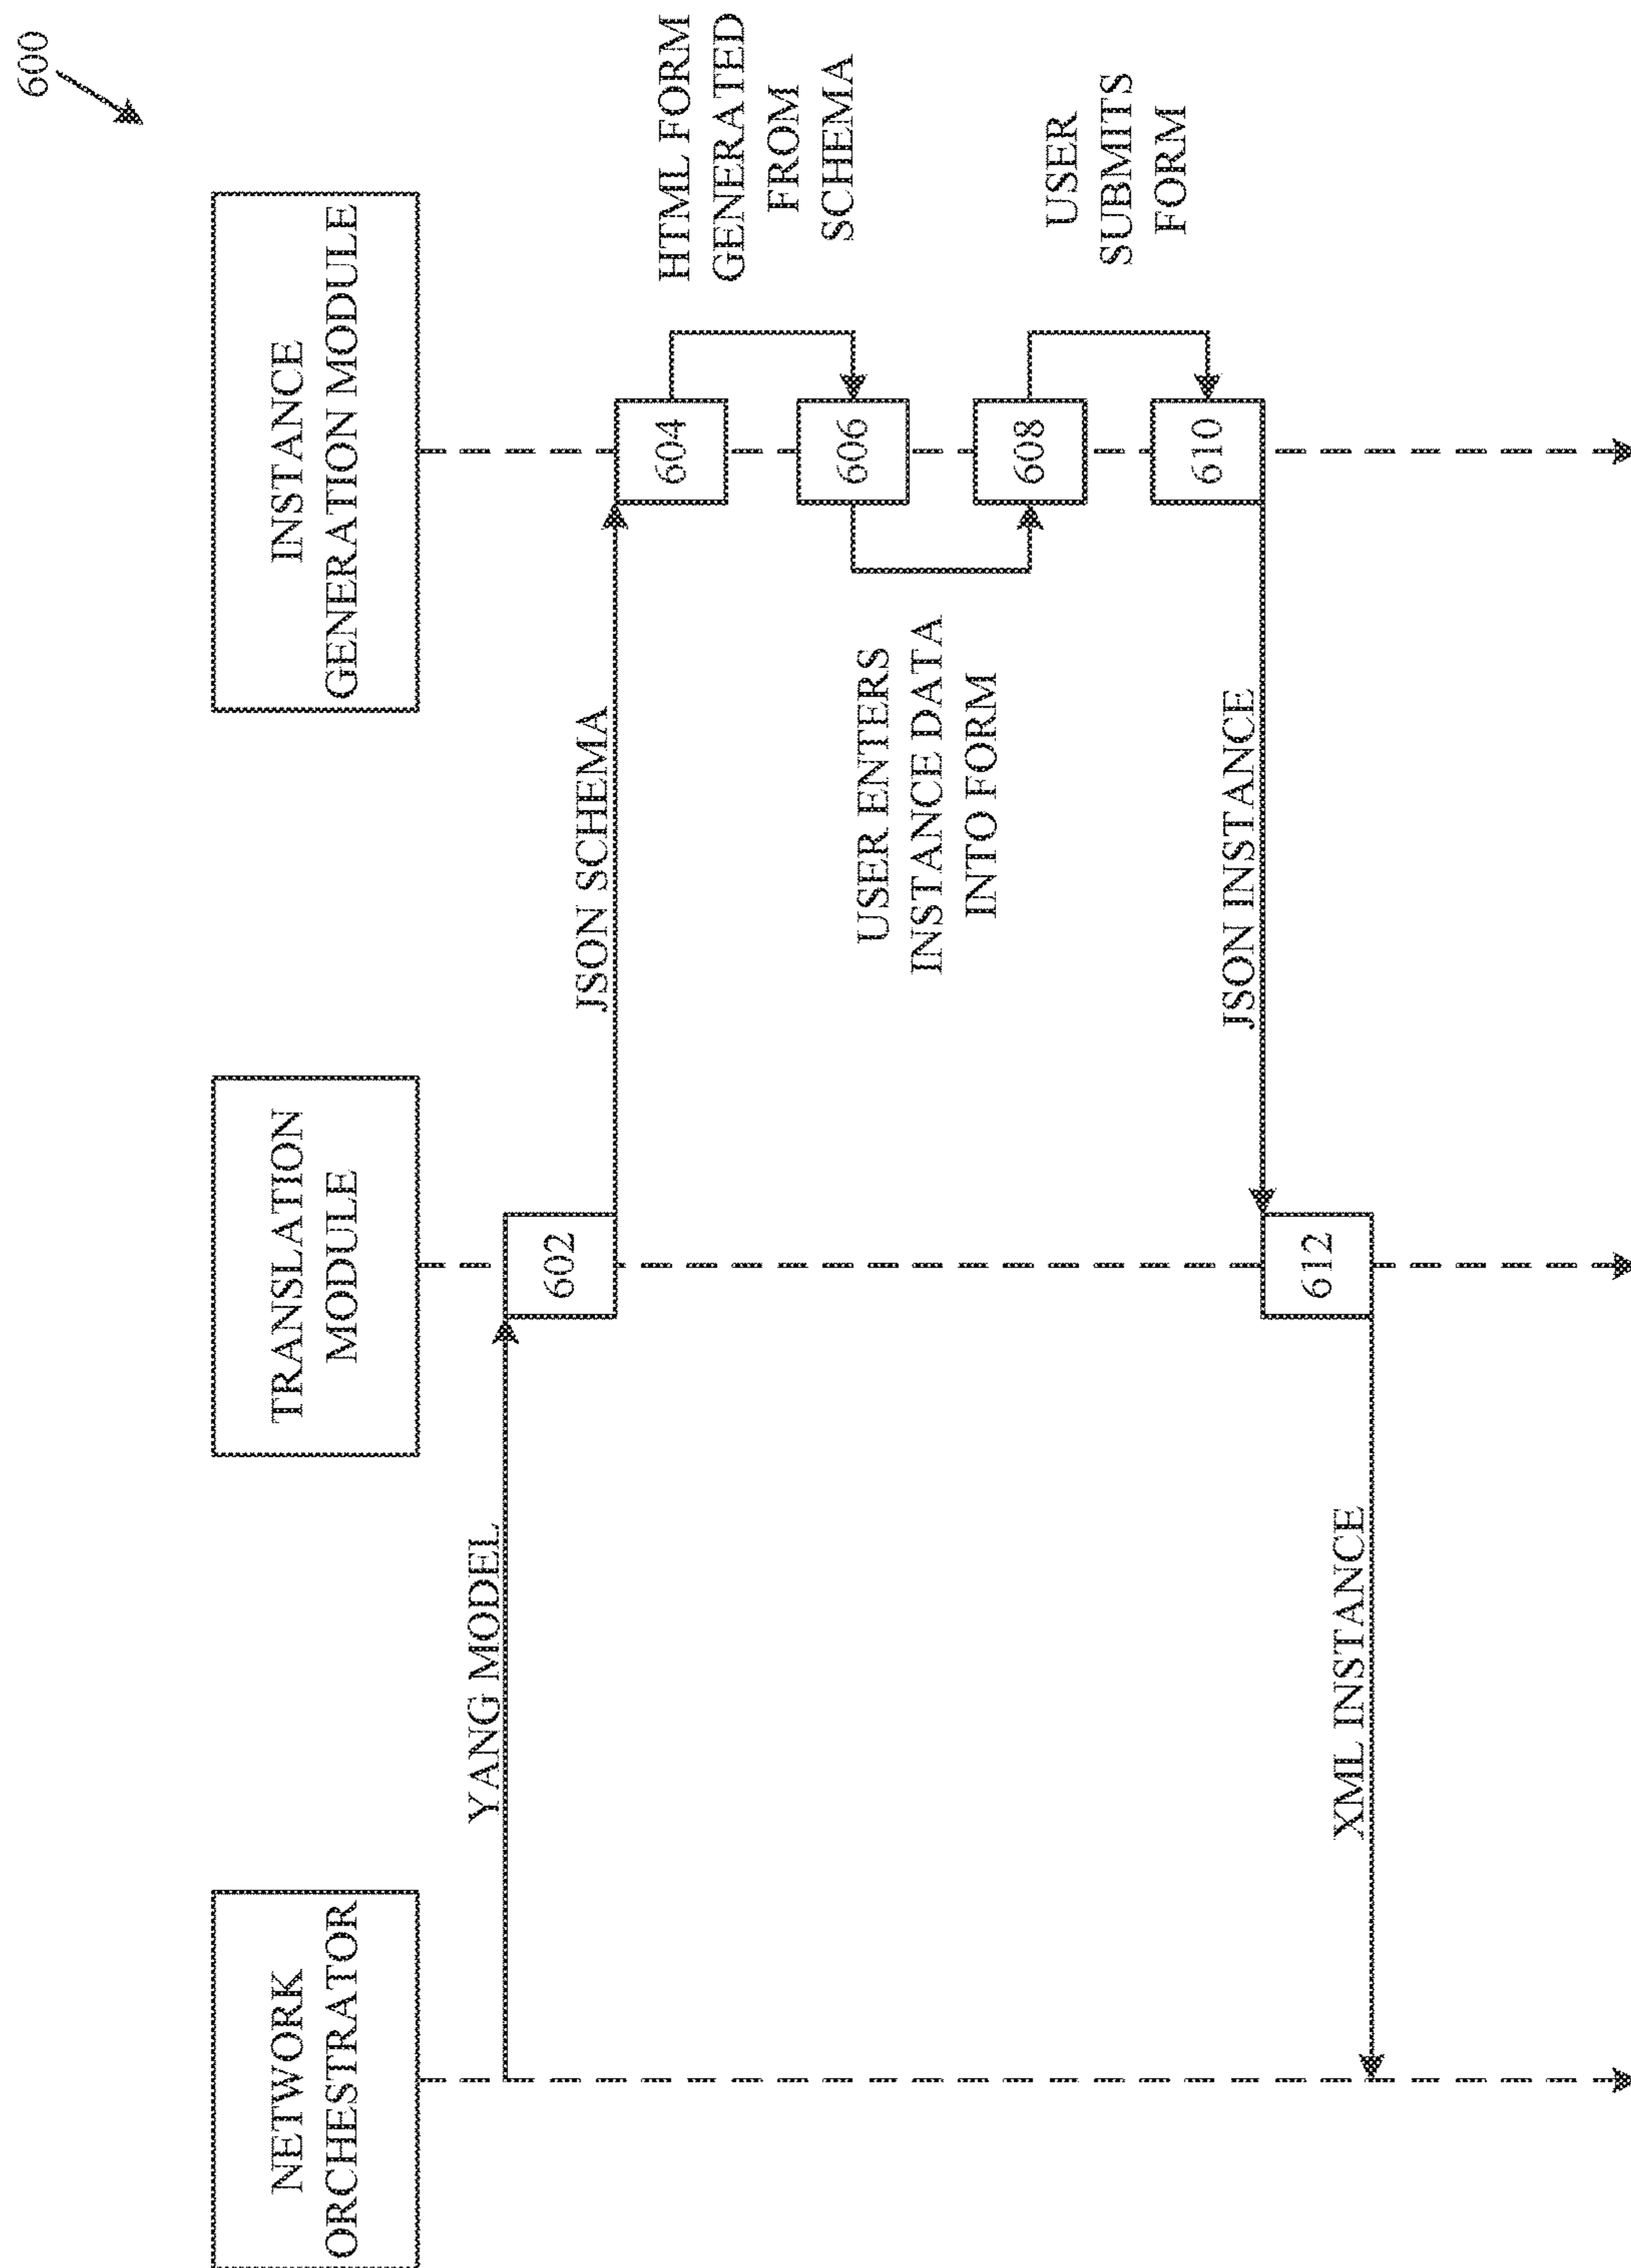 600
NETWORK
ORCHESTRATOR
TRANSLATION
MODULE
INSTANCE
GENERATION MODULE
YANG MODEL
602
JSON SCHEMA
604
HTML FORM
GENERATED
FROM
SCHEMA
606
USER ENTERS
INSTANCE DATA
INTO FORM
608
USER
SUBMITS
FORM
610
JSON INSTANCE
612
XML INSTANCE